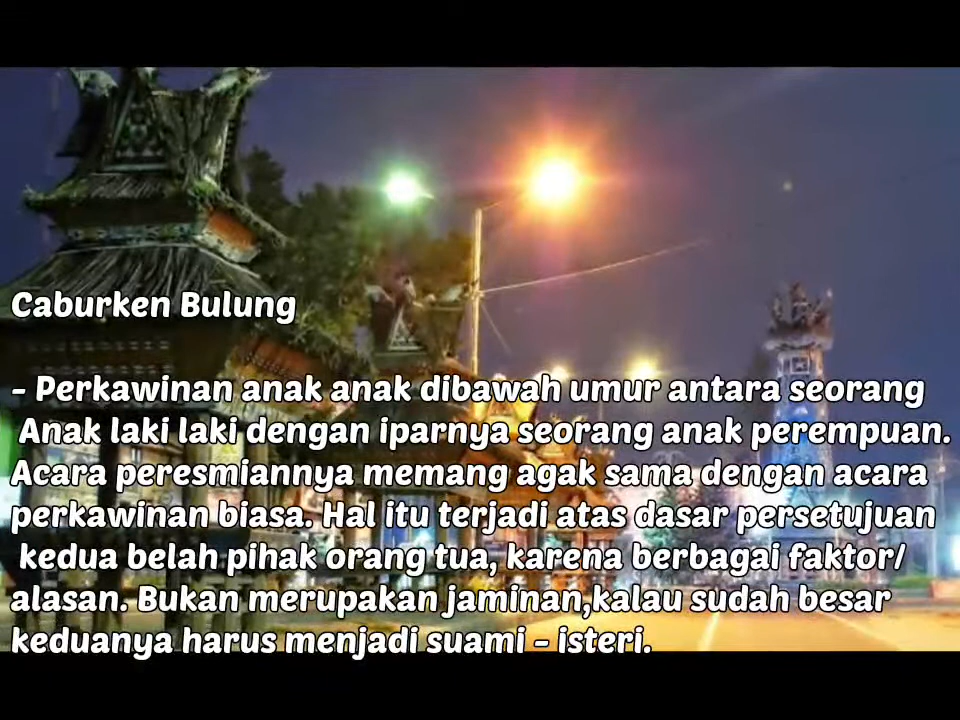 Caburken Bulung
- Perkawinan anak anak dibawah umur antara seorang
Anak laki laki dengan iparnya seorang anak perempuan.
Acara peresmiannya memang agak sama dengan acara
perkawinan biasa. Hal itu terjadi atas dasar persetujuan
kedua belah pihak orang tua, karena berbagai faktor/
alasan. Bukan merupakan jaminan,kalau sudah besar
keduanya harus menjadi suami - isteri.